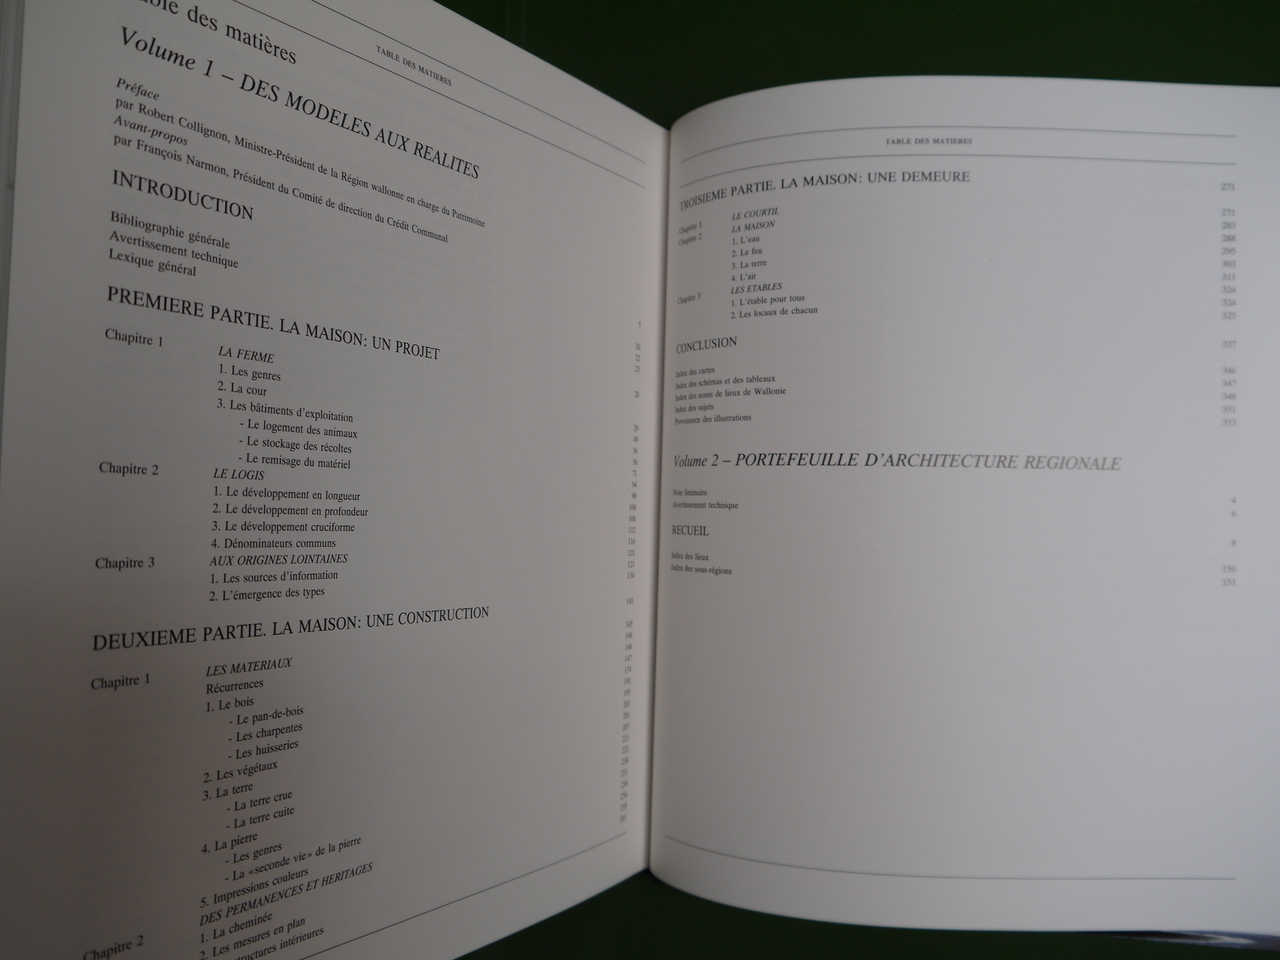 TABLE DES MATIERES
des matières
Volume 1 – DES MODELES AUX REALITES
Préface
par Robert Collignon, Ministre-Président de la Région wallonne en charge du Patrimoine
Avant-propos
par François Narmon, Président du Comité de direction du Crédit Communal
INTRODUCTION
Bibliographie générale
Avertissement technique
Lexique général
PREMIERE PARTIE. LA MAISON: UN PROJET
Chapitre 1
LA FERME
1. Les genres
2. La cour
3. Les bâtiments d'exploitation
- Le logement des animaux
- Le stockage des récoltes
- Le remisage du matériel
Chapitre 2
LE LOGIS
1. Le développement en longueur
2. Le développement en profondeur
3. Le développement cruciforme
4. Dénominateurs communs
Chapitre 3
AUX ORIGINES LOINTAINES
1. Les sources d'information
2. L'émergence des types
DEUXIEME PARTIE. LA MAISON: UNE CONSTRUCTION
Chapitre 1
LES MATERIAUX
Récurrences
1. Le bois
- Le pan-de-bois
- Les charpentes
- Les huisseries
2. Les végétaux
3. La terre
- La terre crue
- La terre cuite
4. La pierre
- Les genres
- La «seconde vie» de la pierre
5. Impressions couleurs
Chapitre 2
DES PERMANENCES ET HERITAGES
1. La cheminée
2. Les mesures en plan
intérieures
TABLE DES MATIERES
TROISIEME PARTIE. LA MAISON: UNE DEMEURE 271
Chapitre 1 LE COURTIL 271
Chapitre 2 LA MAISON 283
1. L'eau 288
2. Le feu 295
3. La terre 303
4. L'air 311
Chapitre 3 LES ETABLES 324
1. L'étable pour tous 324
2. Les locaux de chacun 325
CONCLUSION 337
Index des cartes 346
Index des schémas et des tableaux 347
Index des noms de lieux de Wallonie 348
Index des sujets 351
Provenance des illustrations 353
Volume 2 – PORTEFEUILLE D'ARCHITECTURE REGIONALE
liminaire 4
Avertissement technique 6
RECUEIL 8
Index des lieux 150
Index des sous-régions 151